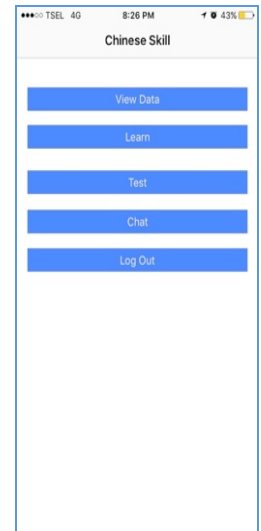 TSEL 4G 8:26 PM 43%
Chinese Skill
View Data
Learn
Test
Chat
Log Out